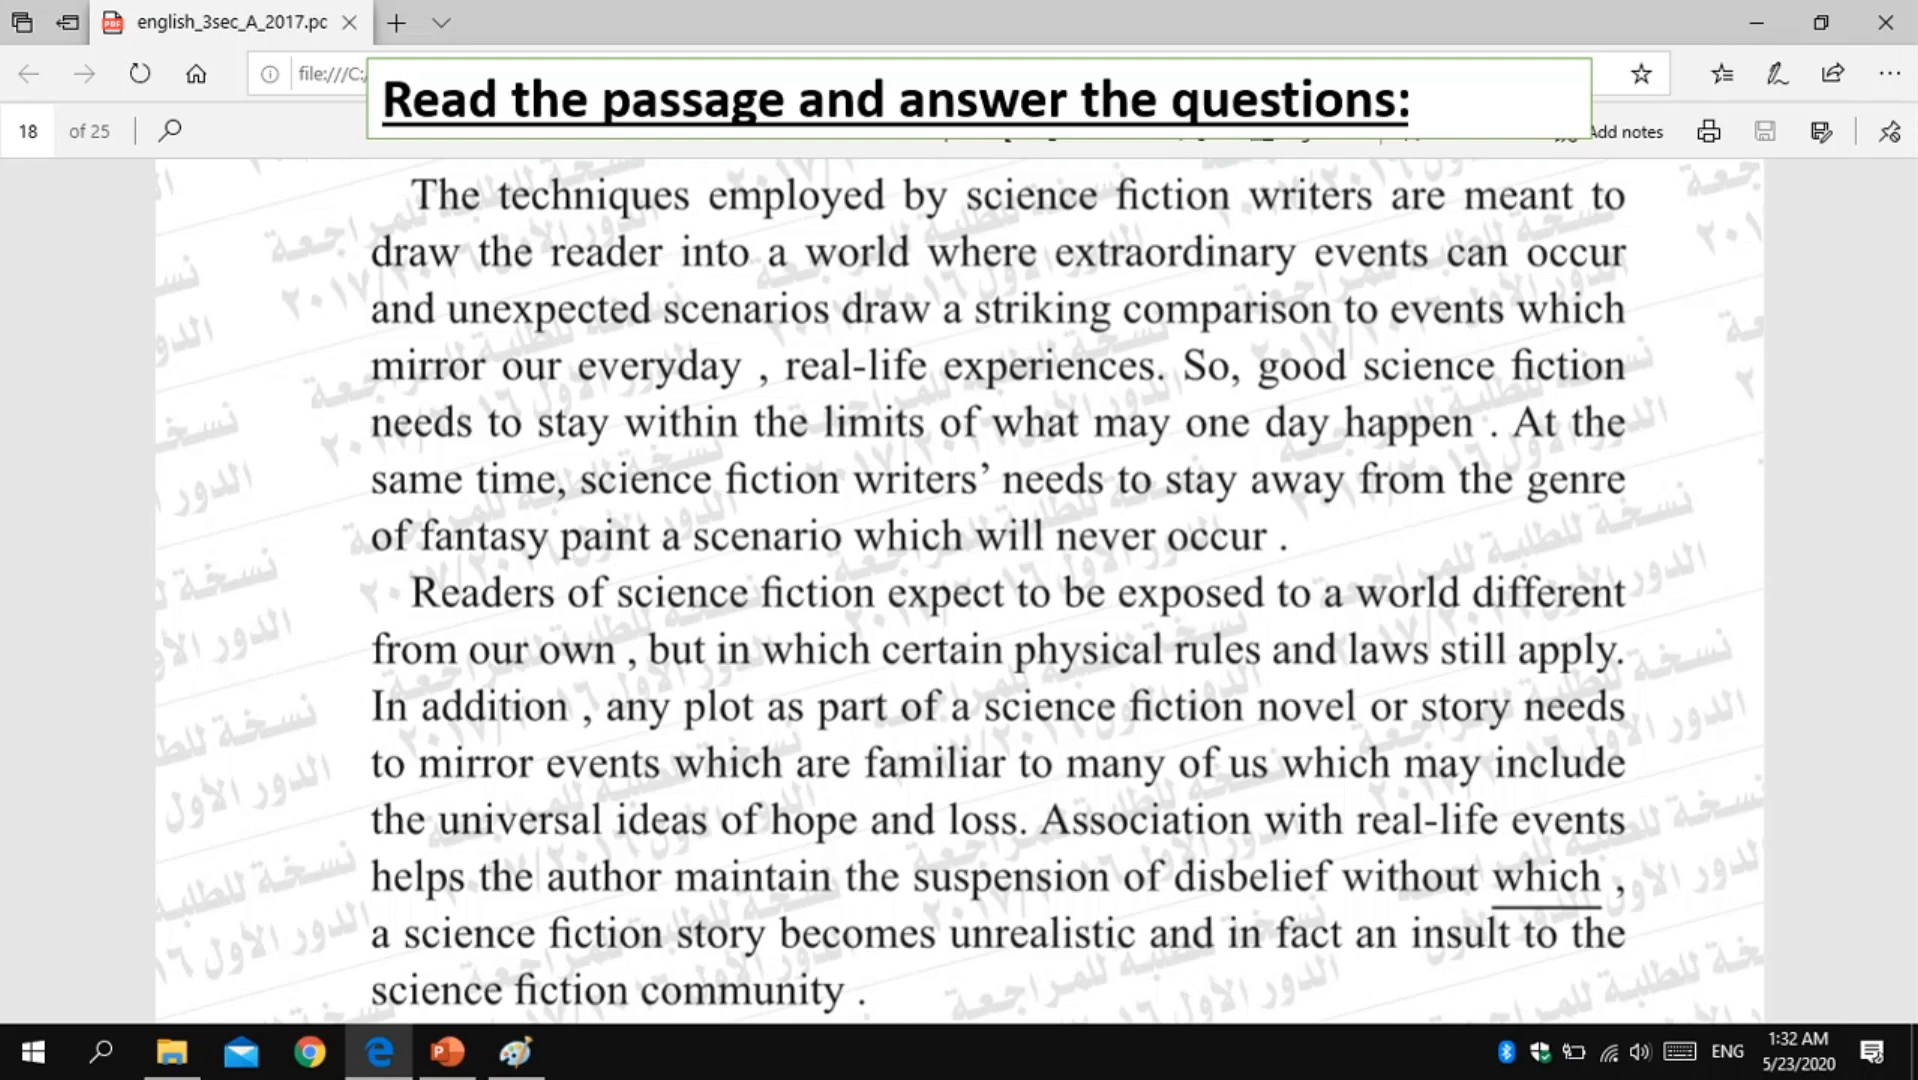 english_3sec_A_2017.pc
file:///C:
Read the passage and answer the questions:
18 of 25
Add notes
The techniques employed by science fiction writers are meant to
draw the reader into a world where extraordinary events can occur
and unexpected scenarios draw a striking comparison to events which
mirror our everyday , real-life experiences. So, good science fiction
needs to stay within the limits of what may one day happen . At the
same time, science fiction writers’ needs to stay away from the genre
of fantasy paint a scenario which will never occur .
Readers of science fiction expect to be exposed to a world different
from our own , but in which certain physical rules and laws still apply.
In addition , any plot as part of a science fiction novel or story needs
to mirror events which are familiar to many of us which may include
the universal ideas of hope and loss. Association with real-life events
helps the author maintain the suspension of disbelief without which ,
a science fiction story becomes unrealistic and in fact an insult to the
science fiction community .
نسخة للطلبة للمراجعة
الدور الأول ٢٠١٧/٢٠١٦
ENG
1:32 AM
5/23/2020